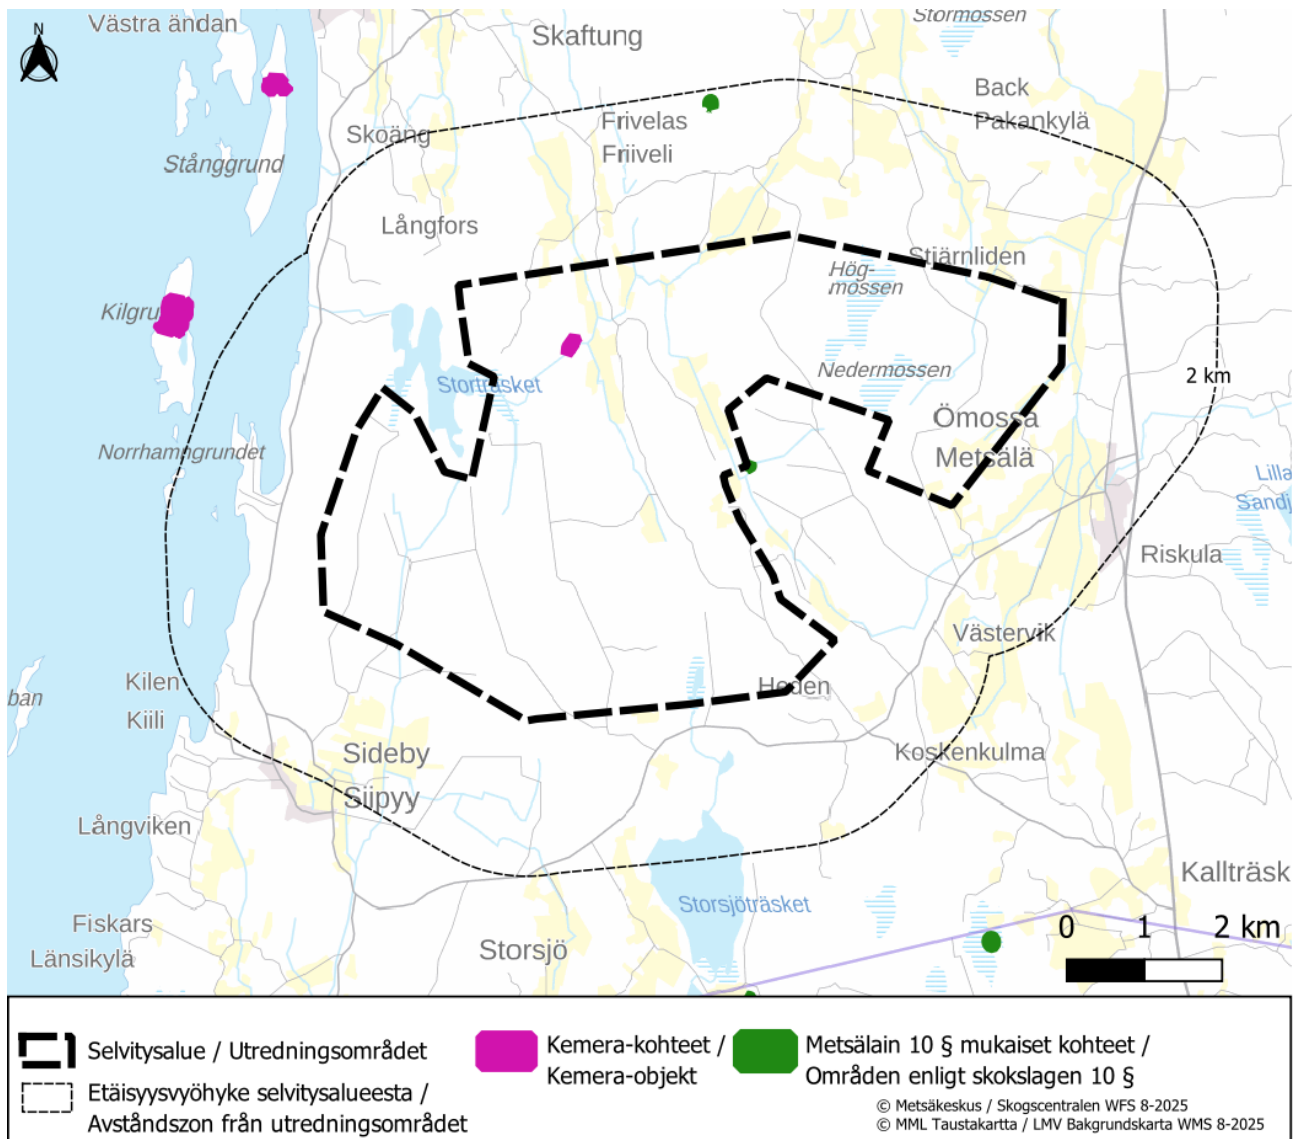 Västra ändan
Stormossen
N
Skaftung
Back
Pakankylä
Frivelas
Friiveli
Skoäng
Stånggrund
Långfors
Stjärnliden
Hög-
mossen
Kilgru
Nedermossen
Storträsket
2 km
Ömossa
Metsälä
Norrhamngrundet
Lilla
Sandj
Riskula
Västervik
Kilen
Kiili
ban
Heden
Sideby
Siipyy
Koskenkulma
Långviken
Kallträsk
Storsjöträsket
Fiskars
Länsikylä
Storsjö
0 1 2 km
Selvitysalue / Utredningsområdet
Etäisyysvyöhyke selvitysalueesta /
Avståndszon från utredningsområdet
Kemera-kohteet /
Kemera-objekt
Metsälain 10 § mukaiset kohteet /
Områden enligt skokslagen 10 §
© Metsäkeskus / Skogscentralen WFS 8-2025
© MML Taustakartta / LMV Bakgrundskarta WMS 8-2025